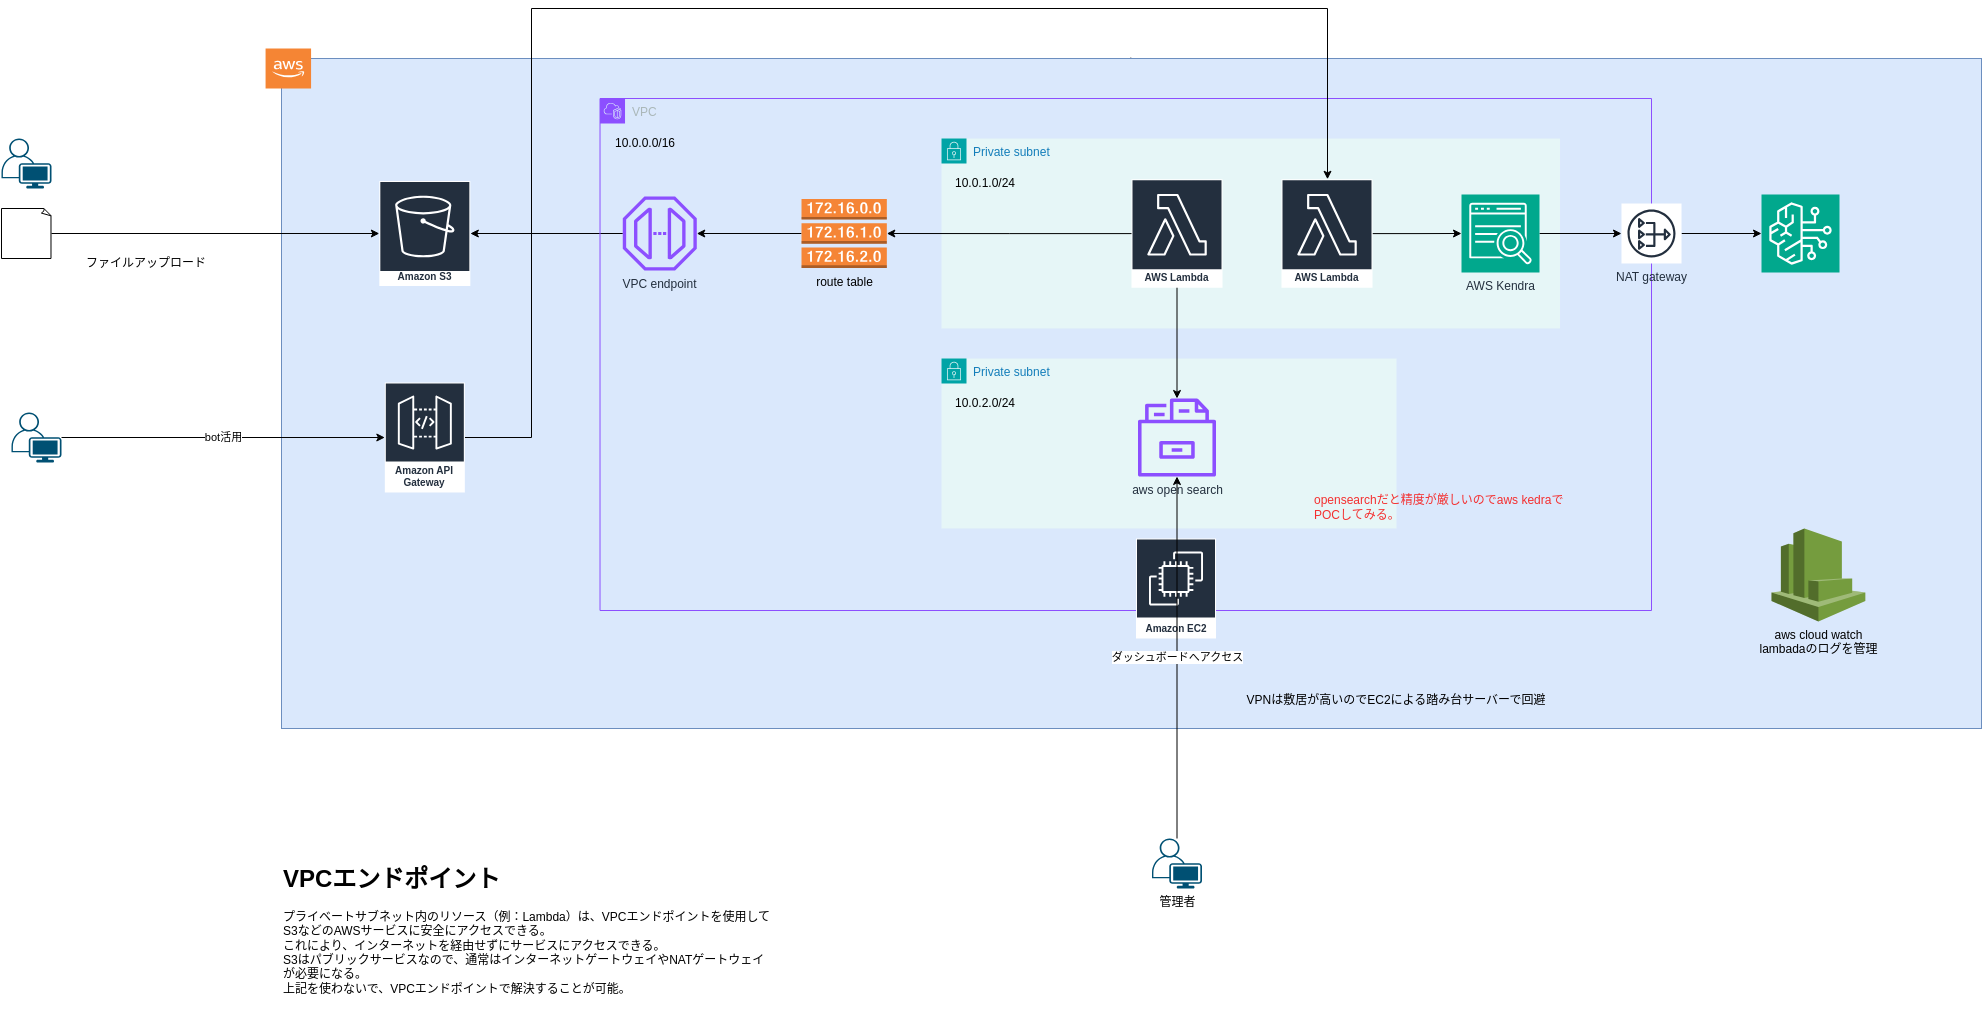 aws
VPC
10.0.0.0/16
Private subnet
10.0.1.0/24
172.16.0.0
172.16.1.0
172.16.2.0
route table
VPC endpoint
Amazon S3
AWS Lambda
AWS Lambda
AWS Kendra
NAT gateway
ファイルアップロード
Private subnet
10.0.2.0/24
bot活用
Amazon API
Gateway
aws open search
opensearchだと精度が厳しいのでaws kedraで
POCしてみる。
Amazon EC2
aws cloud watch
lambadaのログを管理
ダッシュボードへアクセス
VPNは敷居が高いのでEC2による踏み台サーバーで回避
管理者
VPCエンドポイント
プライベートサブネット内のリソース（例：Lambda）は、VPCエンドポイントを使用して
S3などのAWSサービスに安全にアクセスできる。
これにより、インターネットを経由せずにサービスにアクセスできる。
S3はパブリックサービスなので、通常はインターネットゲートウェイやNATゲートウェイ
が必要になる。
上記を使わないで、VPCエンドポイントで解決することが可能。